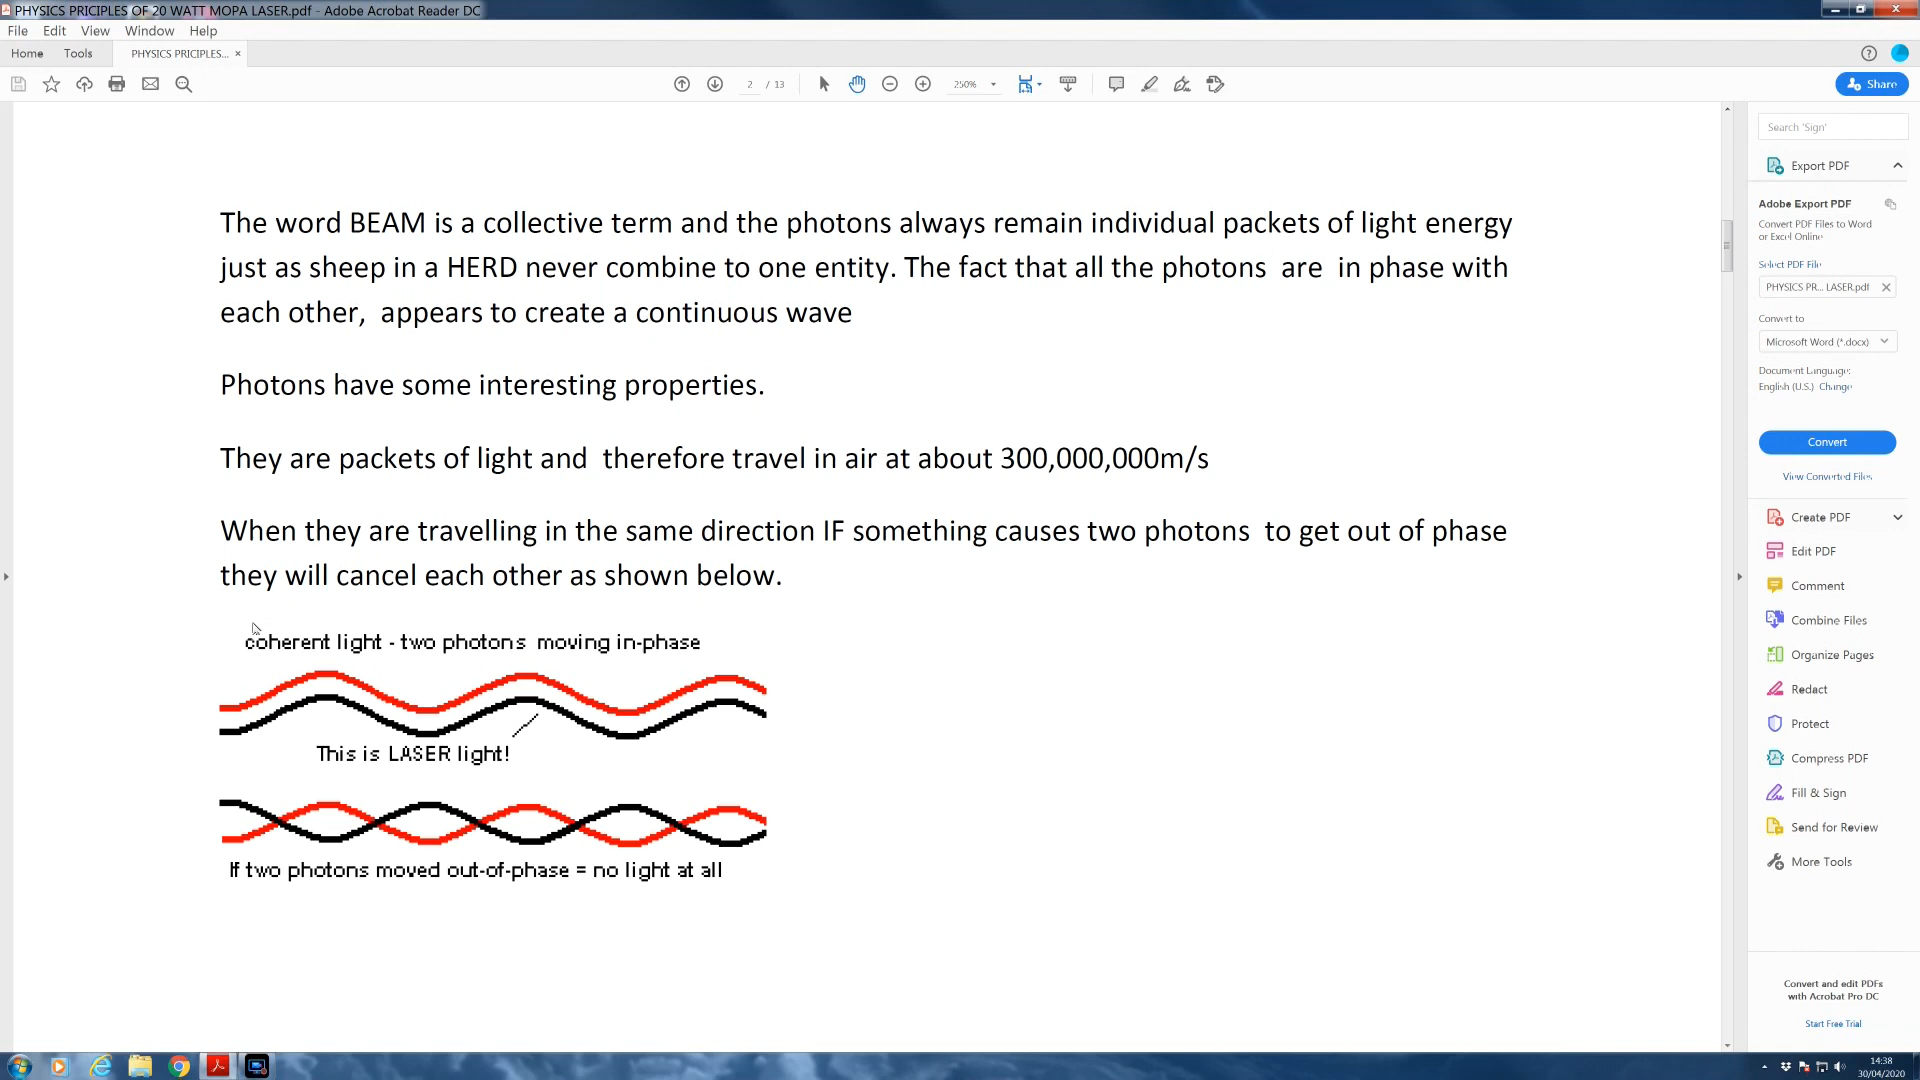 PHYSICS PRICIPLES OF 20 WATT MOPA LASER.pdf - Adobe Acrobat Reader DC
File Edit View Window Help
Home Tools PHYSICS PRICIPLES... ×
2 / 13 250% Share
The word BEAM is a collective term and the photons always remain individual packets of light energy
just as sheep in a HERD never combine to one entity. The fact that all the photons are in phase with
each other, appears to create a continuous wave
Photons have some interesting properties.
They are packets of light and therefore travel in air at about 300,000,000m/s
When they are travelling in the same direction IF something causes two photons to get out of phase
they will cancel each other as shown below.
coherent light - two photons moving in-phase
This is LASER light!
If two photons moved out-of-phase = no light at all
Search 'Sign'
Export PDF
Adobe Export PDF
Convert PDF Files to Word
or Excel Online
Select PDF File
PHYSICS PR... LASER.pdf
Convert to
Microsoft Word (*.docx)
Document Language:
English (U.S.) Change
Convert
View Converted Files
Create PDF
Edit PDF
Comment
Combine Files
Organize Pages
Redact
Protect
Compress PDF
Fill & Sign
Send for Review
More Tools
Convert and edit PDFs
with Acrobat Pro DC
Start Free Trial
14:38
30/04/2020